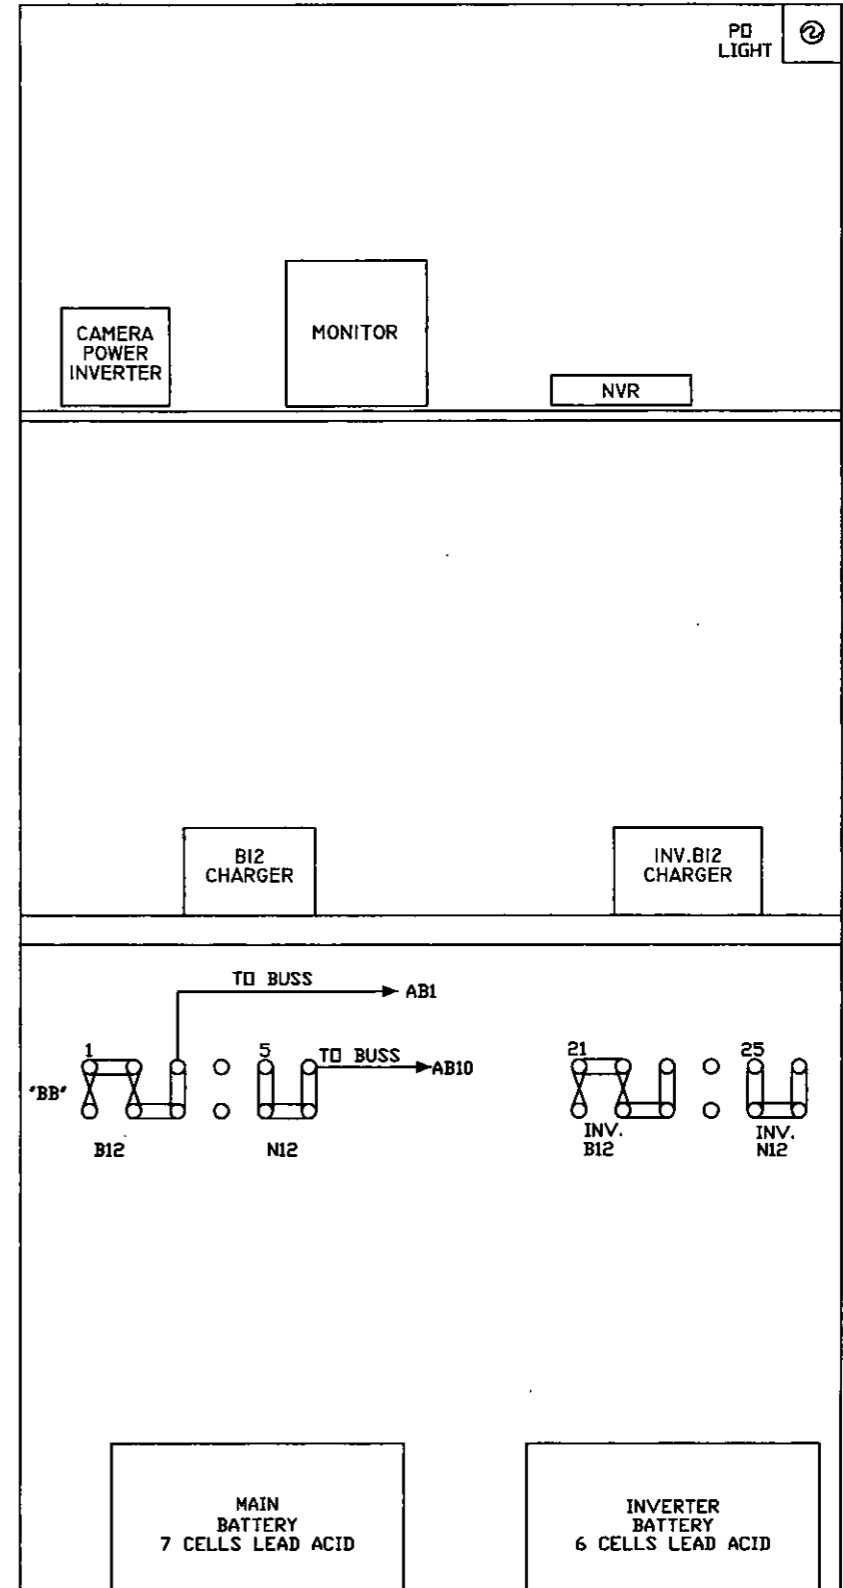 PO
LIGHT
CAMERA
POWER
INVERTER
MONITOR
NVR
B12
CHARGER
INV.B12
CHARGER
TO BUSS
AB1
1
5
TO BUSS
AB10
21
25
"BB"
B12
N12
INV.
B12
INV.
N12
MAIN
BATTERY
7 CELLS LEAD ACID
INVERTER
BATTERY
6 CELLS LEAD ACID